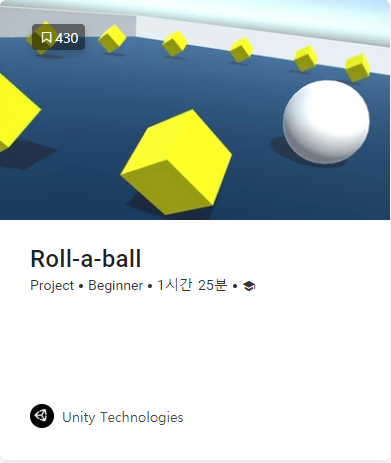 430
Roll-a-ball
Project • Beginner • 1시간 25분 •
Unity Technologies